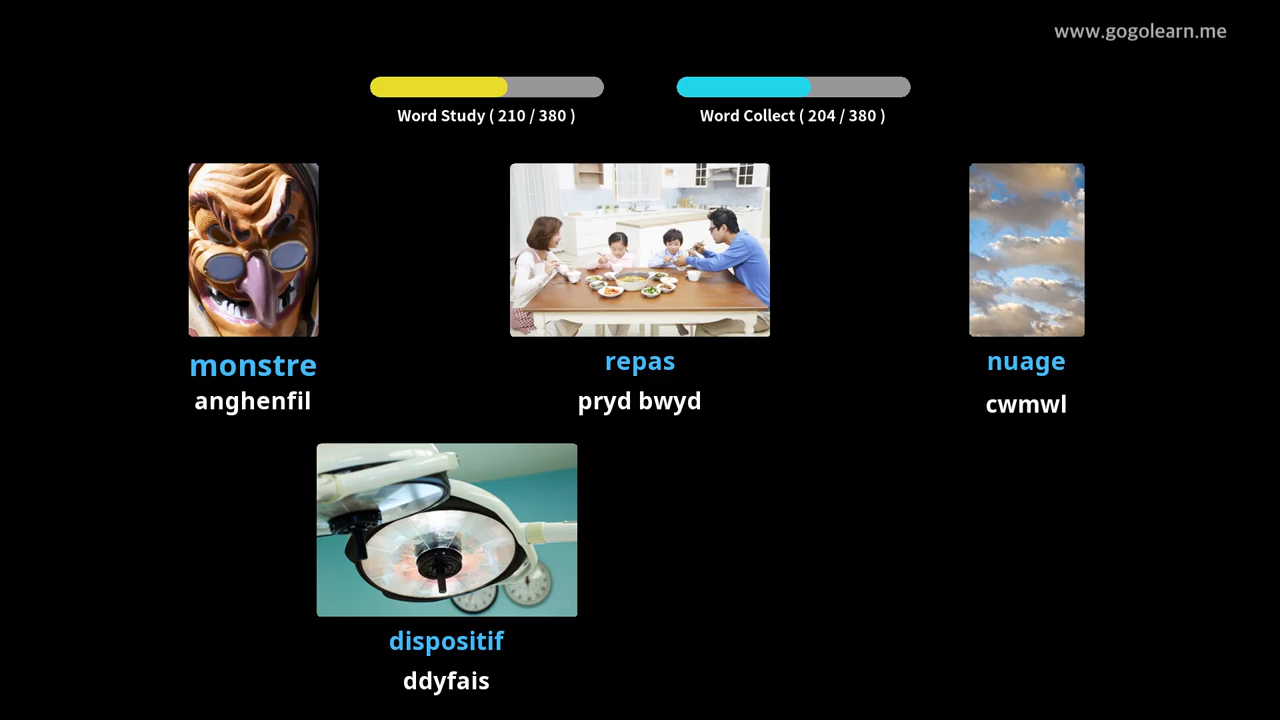 www.gogolearn.me
Word Study ( 210 / 380 )
Word Collect ( 204 / 380 )
monstre
anghenfil
repas
pryd bwyd
nuage
cwmwl
dispositif
ddyfais